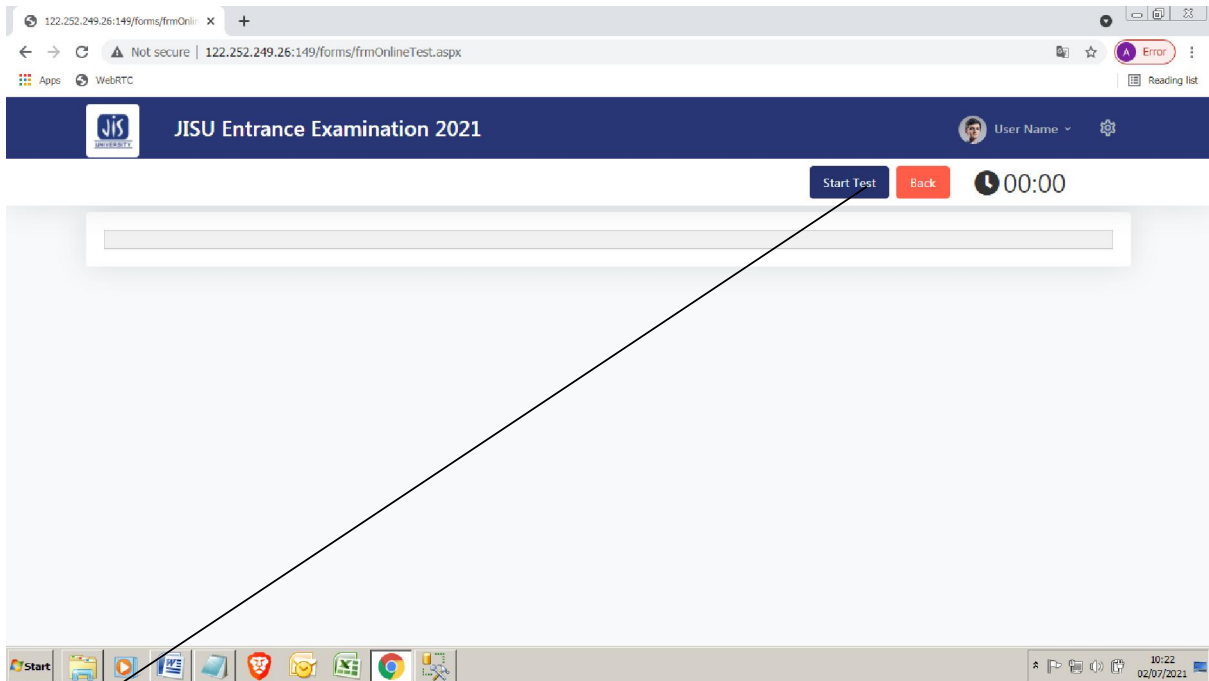 122.252.249.26:149/forms/frmOnlin
Not secure | 122.252.249.26:149/forms/frmOnlineTest.aspx
A Error
Apps WebRTC
Reading list
JIS
UNIVERSITY
JISU Entrance Examination 2021
User Name
Start Test Back 00:00
Start
10:22
02/07/2021